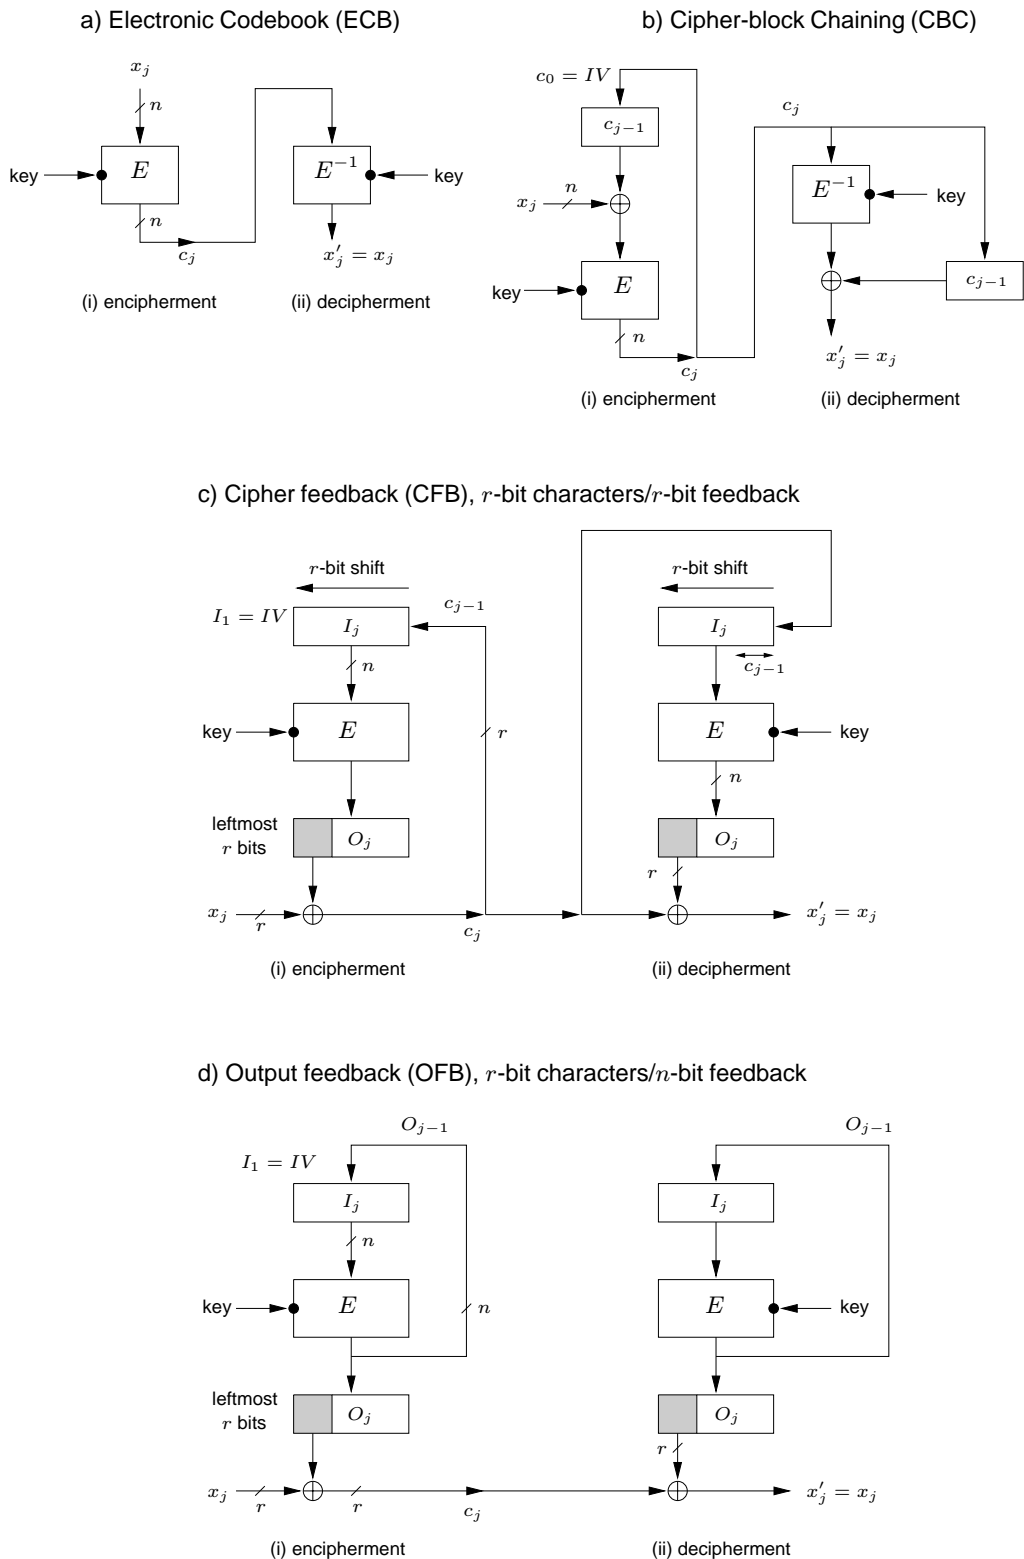 a) Electronic Codebook (ECB)
x_j
n
key
E
n
c_j
E^{-1}
key
x'_j = x_j
(i) encipherment
(ii) decipherment
b) Cipher-block Chaining (CBC)
c_0 = IV
c_{j-1}
x_j
n
key
E
n
c_j
(i) encipherment
c_j
E^{-1}
key
c_{j-1}
x'_j = x_j
(ii) decipherment
c) Cipher feedback (CFB), r-bit characters/r-bit feedback
r-bit shift
I_1 = IV
I_j
c_{j-1}
n
key
E
r
leftmost
r bits
O_j
x_j
r
c_j
(i) encipherment
r-bit shift
I_j
c_{j-1}
E
key
n
O_j
r
x'_j = x_j
(ii) decipherment
d) Output feedback (OFB), r-bit characters/n-bit feedback
O_{j-1}
I_1 = IV
I_j
n
key
E
n
leftmost
r bits
O_j
x_j
r
r
c_j
(i) encipherment
O_{j-1}
I_j
E
key
O_j
r
x'_j = x_j
(ii) decipherment